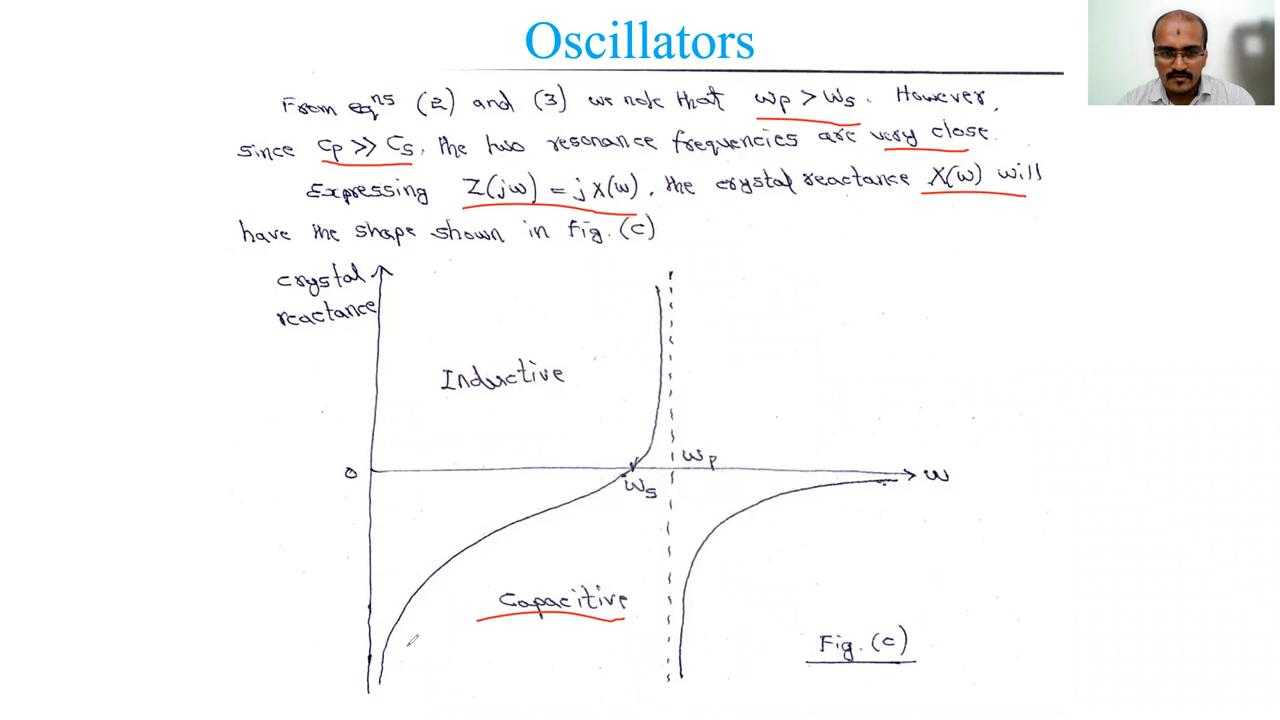 Oscillators
From eqns (2) and (3) we note that ωp > ωs. However,
since Cp >> Cs, the two resonance frequencies are very close.
Expressing Z(jω) = jX(ω), the crystal reactance X(ω) will
have the shape shown in Fig. (c)
crystal
reactance
Inductive
0
ωp
ωs
ω
Capacitive
Fig. (c)